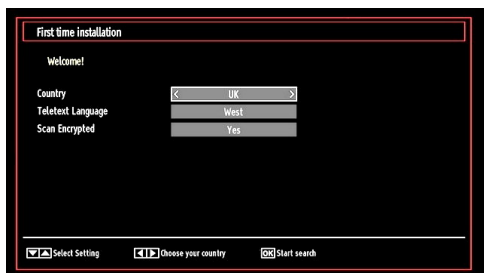 First time installation
Welcome!
Country < UK >
Teletext Language West
Scan Encrypted Yes
Select Setting Choose your country OK Start search